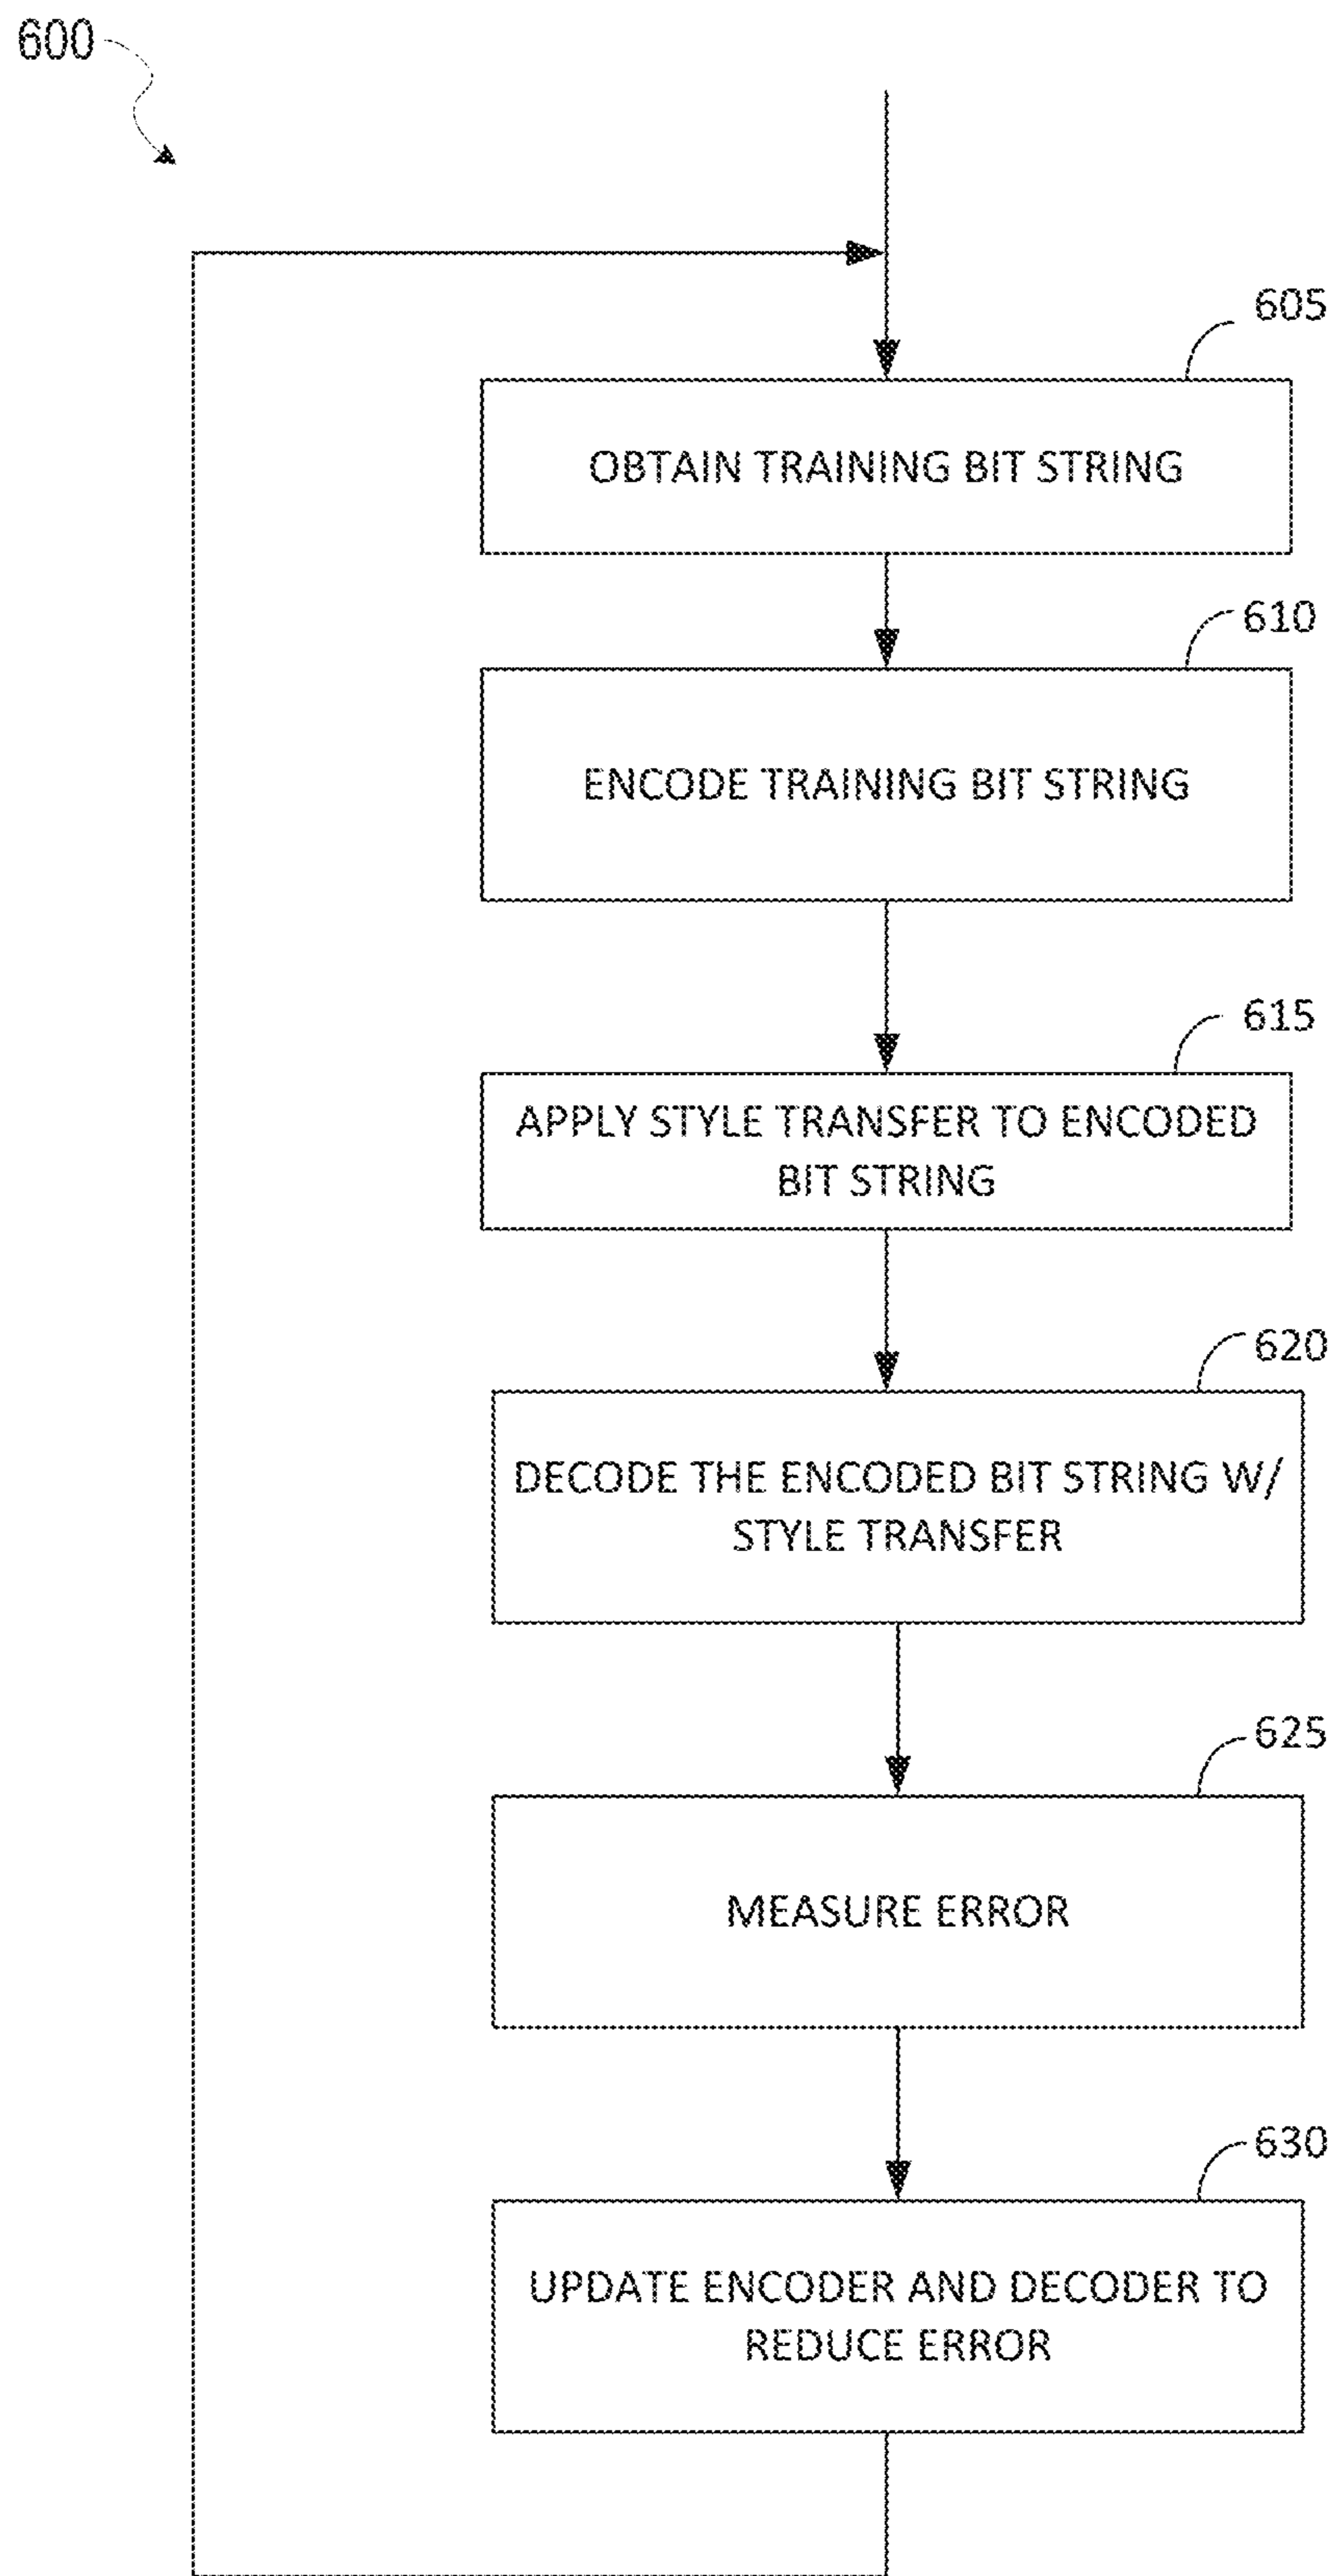 600
605
OBTAIN TRAINING BIT STRING
610
ENCODE TRAINING BIT STRING
615
APPLY STYLE TRANSFER TO ENCODED
BIT STRING
620
DECODE THE ENCODED BIT STRING W/
STYLE TRANSFER
625
MEASURE ERROR
630
UPDATE ENCODER AND DECODER TO
REDUCE ERROR